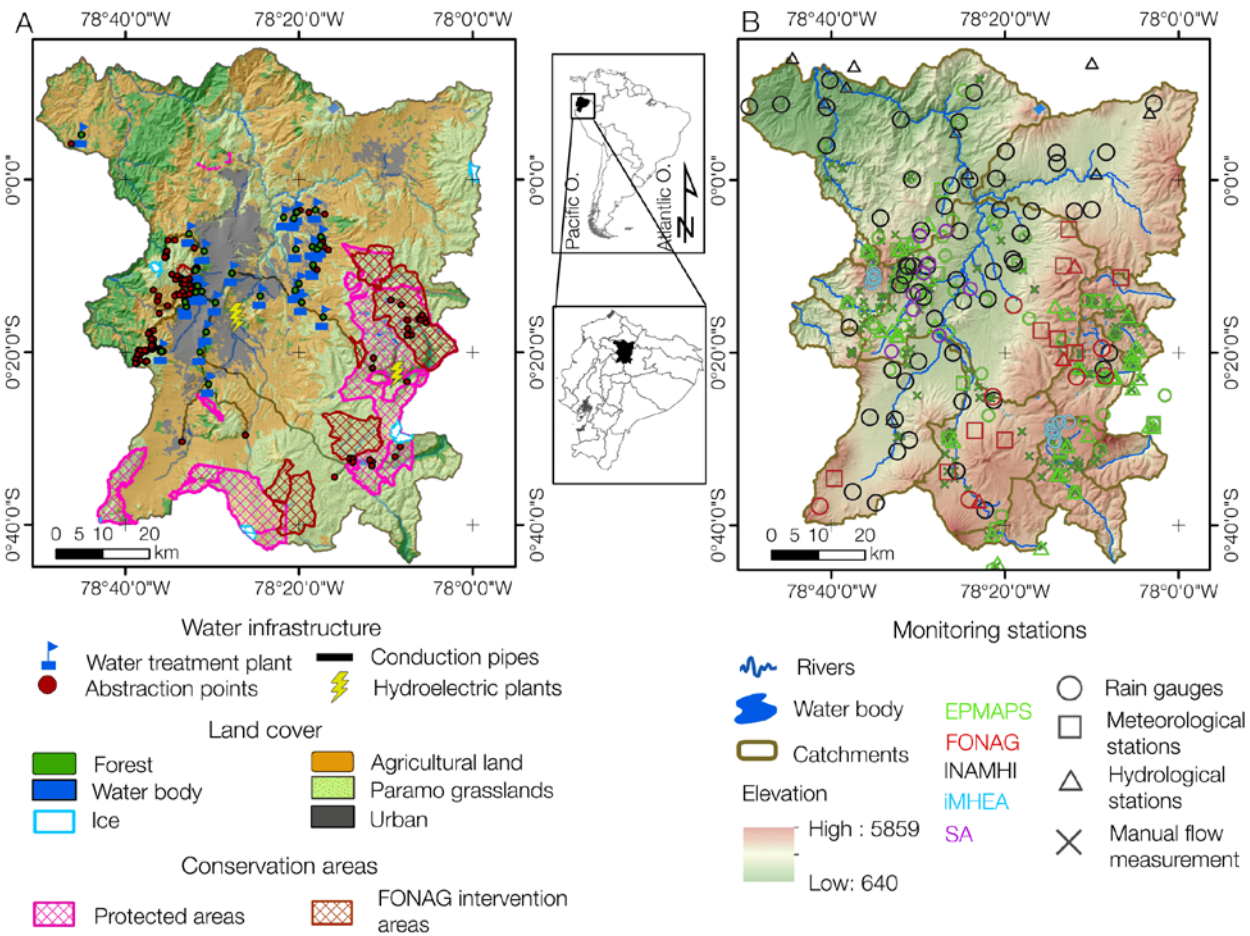 A
78°40'0"W 78°20'0"W 78°0'0"W
B
78°40'0"W 78°20'0"W 78°0'0"W
0°0'0"
0°20'0"S
0°40'0"S
Pacific O.
Atlantic O.
N
0°0'0"
0°20'0"S
0°40'0"S
0 5 10 20
km
0 5 10 20
km
78°40'0"W 78°20'0"W 78°0'0"W
78°40'0"W 78°20'0"W 78°0'0"W
Water infrastructure
Water treatment plant
Conduction pipes
Abstraction points
Hydroelectric plants
Land cover
Forest
Agricultural land
Water body
Paramo grasslands
Ice
Urban
Conservation areas
Protected areas
FONAG intervention
areas
Monitoring stations
Rivers
Water body
Catchments
Elevation
High : 5859
Low: 640
EPMAPS
FONAG
INAMHI
iMHEA
SA
Rain gauges
Meteorological
stations
Hydrological
stations
Manual flow
measurement